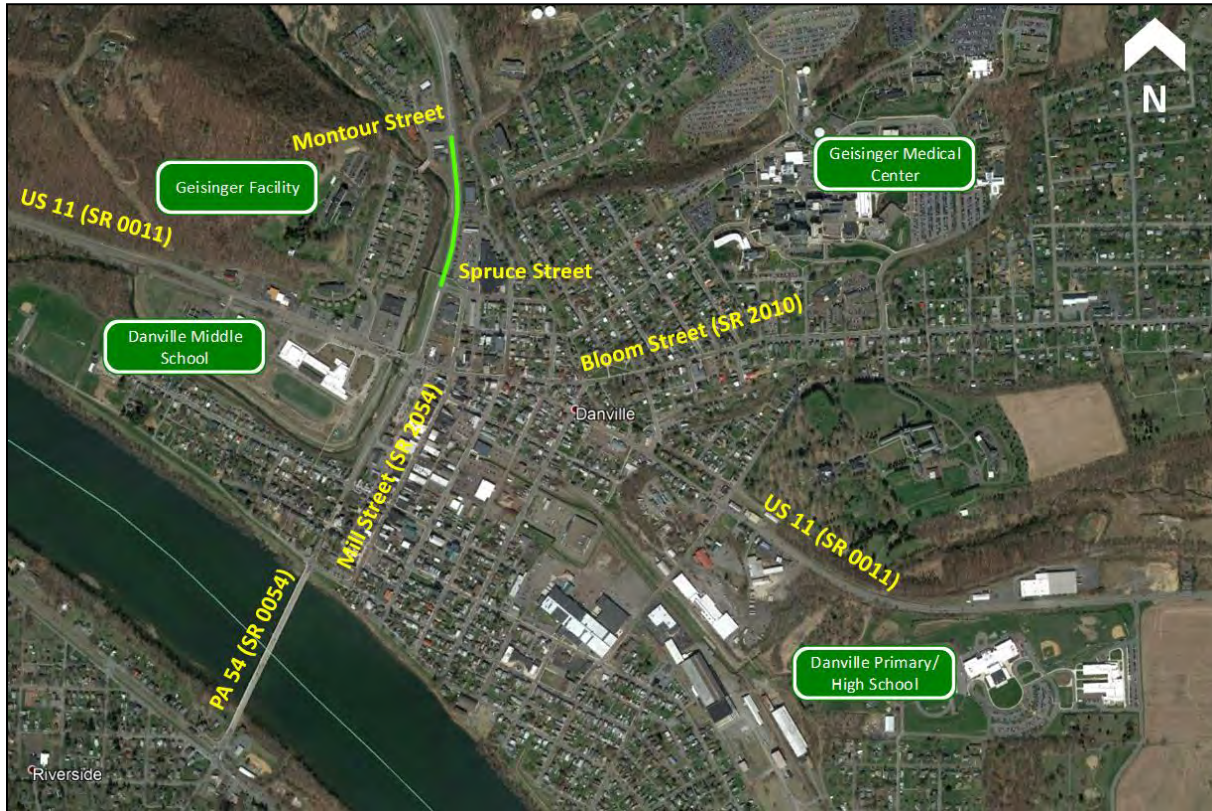 N
Montour Street
Geisinger Facility
Geisinger Medical
Center
US 11 (SR 0011)
Spruce Street
Danville Middle
School
Bloom Street (SR 2010)
Danville
Mill Street (SR 2054)
US 11 (SR 0011)
PA 54 (SR 0054)
Danville Primary/
High School
Riverside